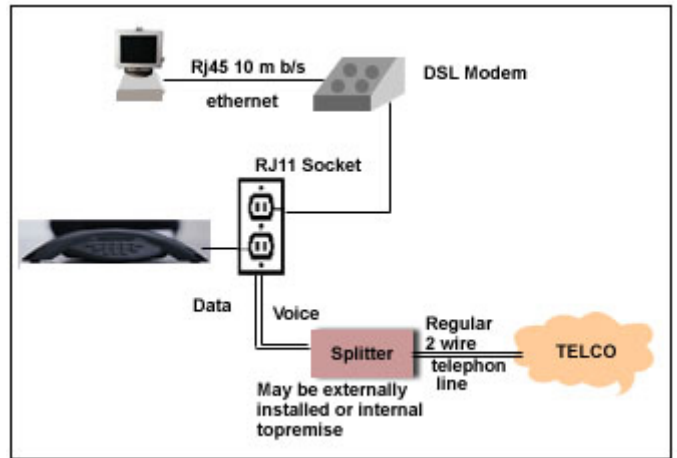 Rj45 10 m b/s
ethernet
DSL Modem
RJ11 Socket
Data
Voice
Splitter
Regular
2 wire
telephon
line
TELCO
May be externally
installed or internal
topremise